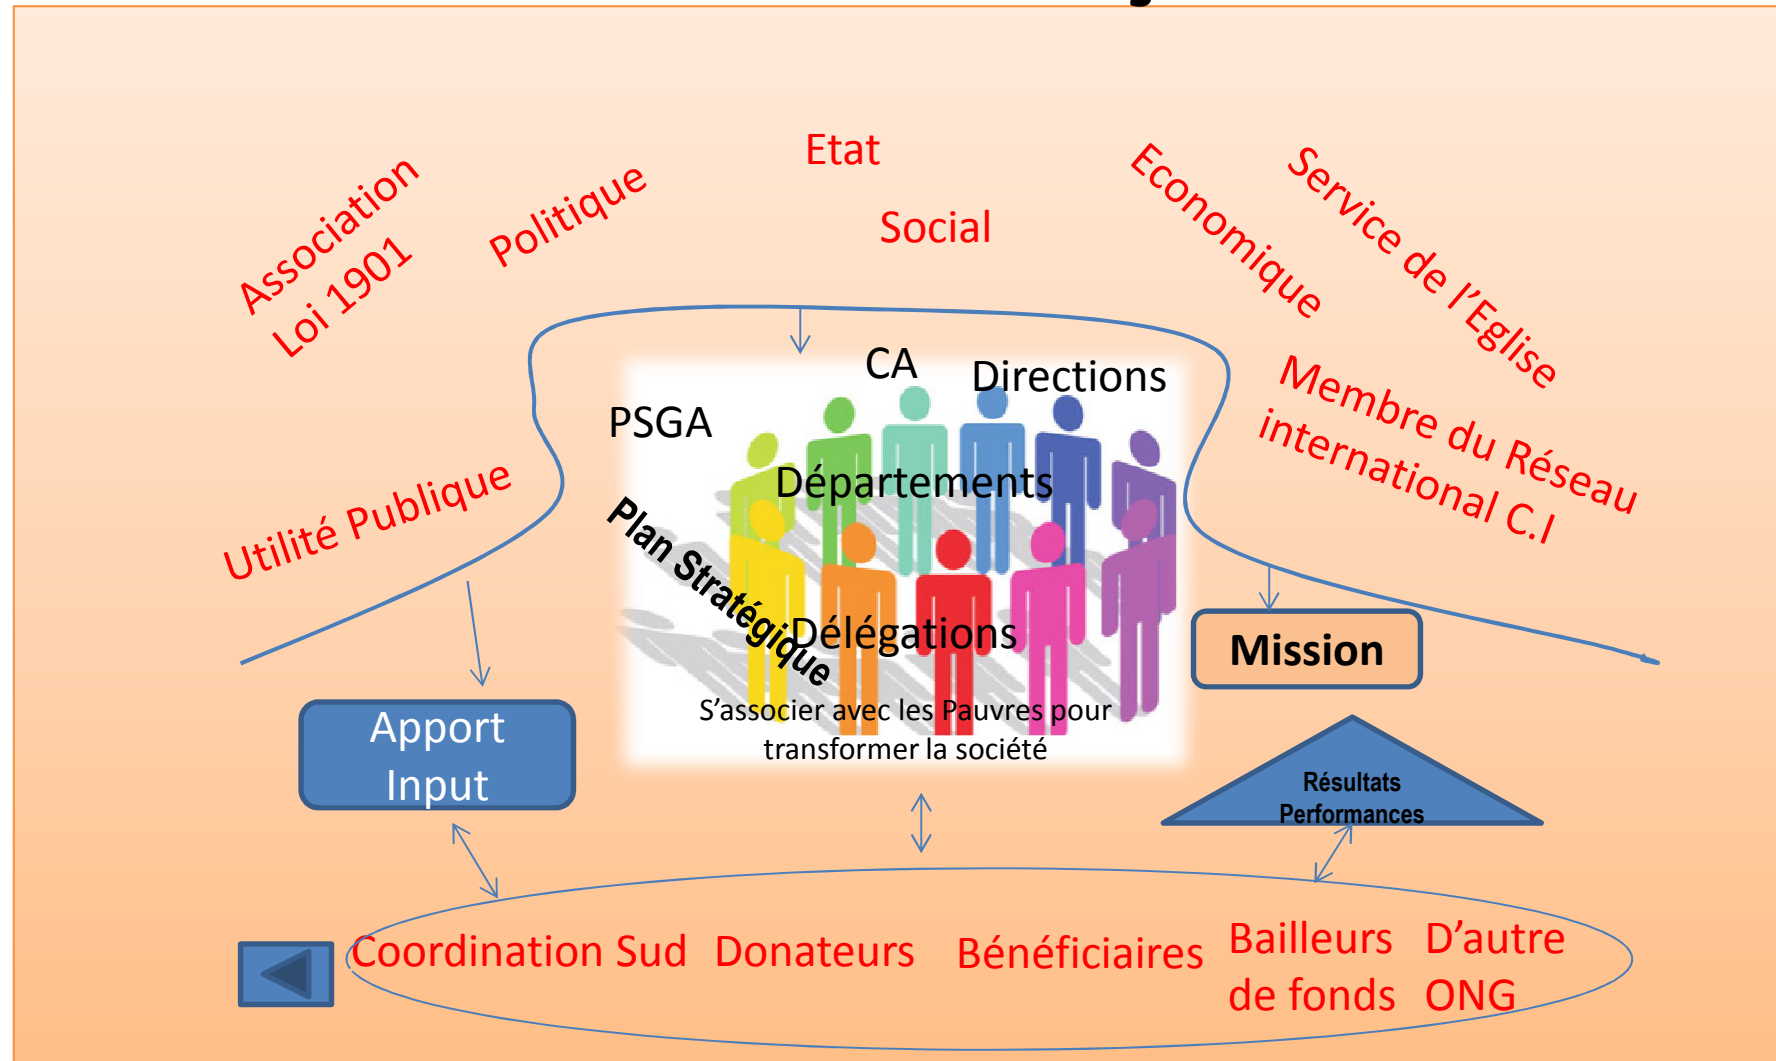 Etat
Association
Loi 1901
Politique
Social
Economique
Service de l’Eglise
Membre du Réseau
international C.I
Utilité Publique
CA
Directions
PSGA
Départements
Plan Stratégique
Délégations
S’associer avec les Pauvres pour
transformer la société
Mission
Apport
Input
Résultats
Performances
Coordination Sud
Donateurs
Bénéficiaires
Bailleurs
de fonds
D’autre
ONG